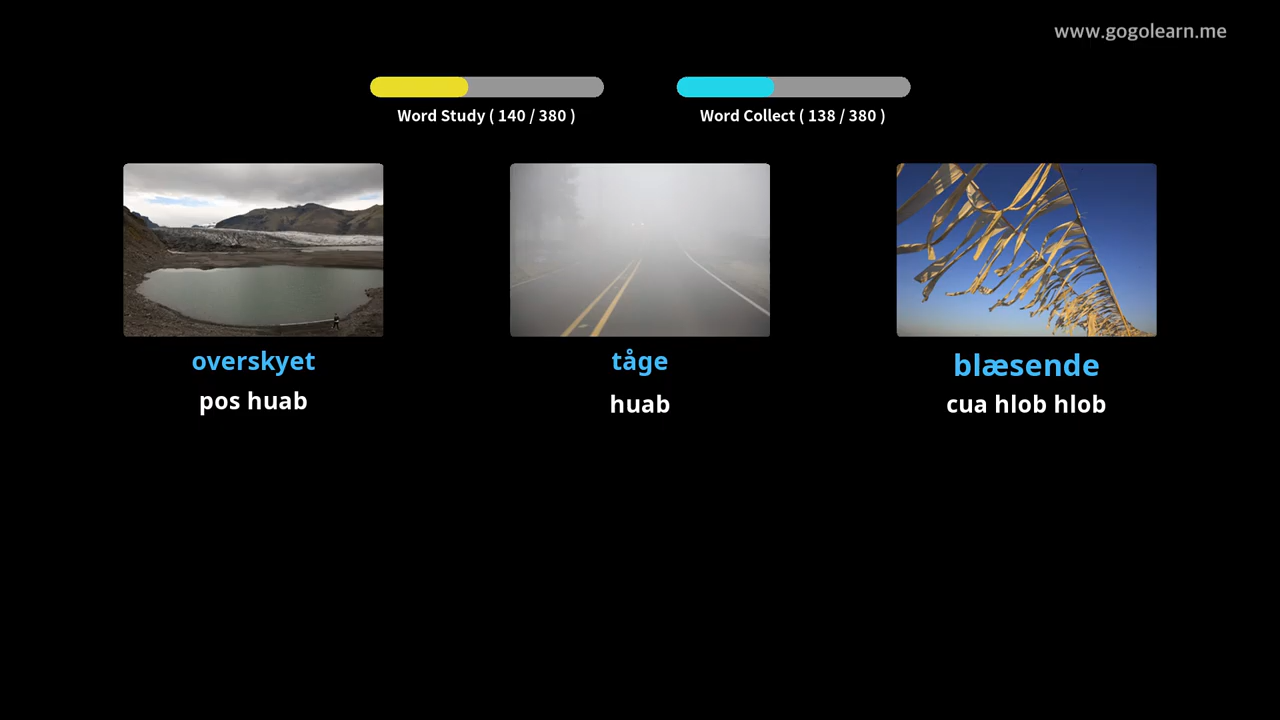 www.gogolearn.me
Word Study ( 140 / 380 )
Word Collect ( 138 / 380 )
overskyet
pos huab
tåge
huab
blæsende
cua hlob hlob